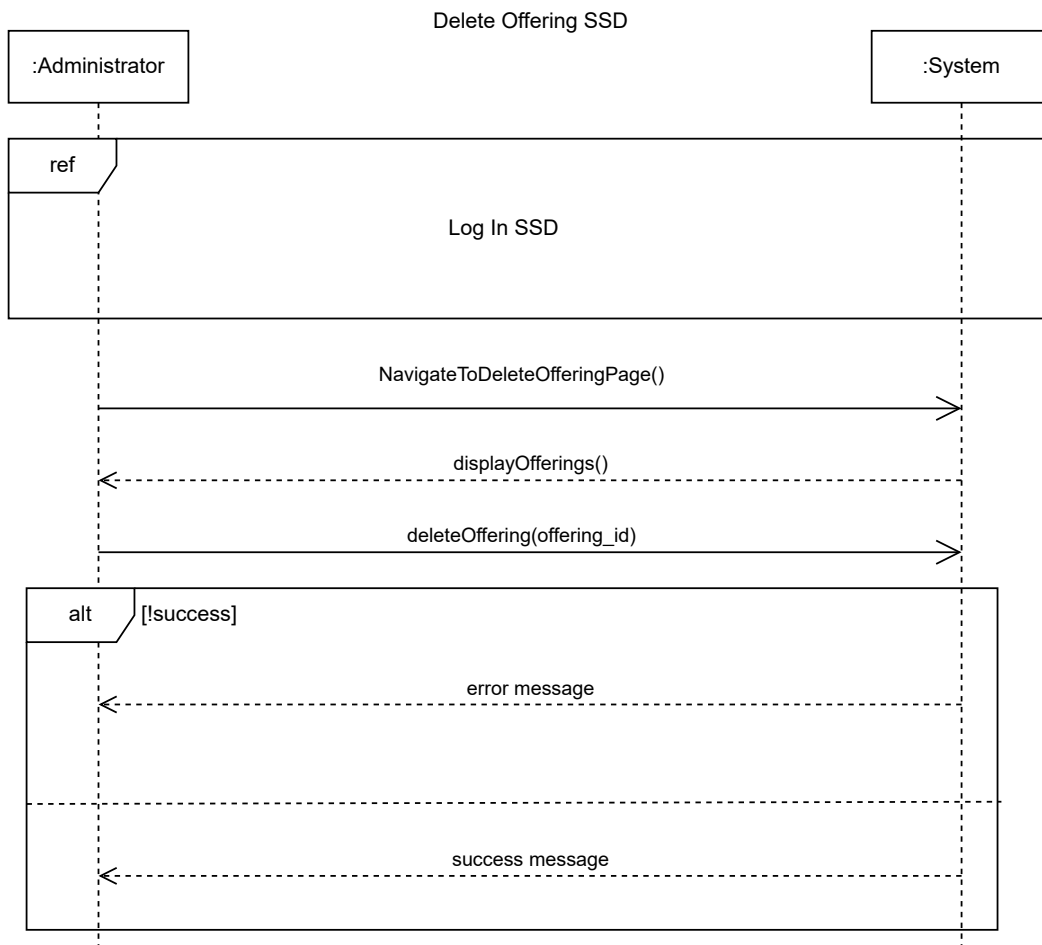 Delete Offering SSD
:Administrator
:System
ref
Log In SSD
NavigateToDeleteOfferingPage()
displayOfferings()
deleteOffering(offering_id)
alt
[!success]
error message
success message